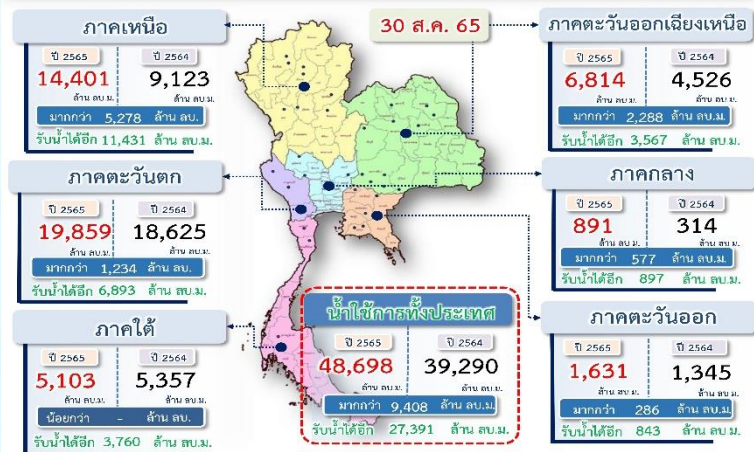 ภาคเหนือ
ปี 2565 ปี 2564
14,401 9,123
ล้าน ลบ.ม. ล้าน ลบ.ม.
มากกว่า 5,278 ล้าน ลบ.
รับน้ำได้อีก 11,431 ล้าน ลบ.ม.
30 ส.ค. 65
ภาคตะวันออกเฉียงเหนือ
ปี 2565 ปี 2564
6,814 4,526
ล้าน ลบ.ม. ล้าน ลบ.ม.
มากกว่า 2,288 ล้าน ลบ.ม.
รับน้ำได้อีก 3,567 ล้าน ลบ.ม.
ภาคตะวันตก
ปี 2565 ปี 2564
19,859 18,625
ล้าน ลบ.ม. ล้าน ลบ.ม.
มากกว่า 1,234 ล้าน ลบ.
รับน้ำได้อีก 6,893 ล้าน ลบ.ม.
ภาคกลาง
ปี 2565 ปี 2564
891 314
ล้าน ลบ.ม. ล้าน ลบ.ม.
มากกว่า 577 ล้าน ลบ.ม.
รับน้ำได้อีก 897 ล้าน ลบ.ม.
ภาคใต้
ปี 2565 ปี 2564
5,103 5,357
ล้าน ลบ.ม. ล้าน ลบ.ม.
น้อยกว่า - ล้าน ลบ.
รับน้ำได้อีก 3,760 ล้าน ลบ.ม.
น้ำใช้การทั้งประเทศ
ปี 2565 ปี 2564
48,698 39,290
ล้าน ลบ.ม. ล้าน ลบ.ม.
มากกว่า 9,408 ล้าน ลบ.ม.
รับน้ำได้อีก 27,391 ล้าน ลบ.ม.
ภาคตะวันออก
ปี 2565 ปี 2564
1,631 1,345
ล้าน ลบ.ม. ล้าน ลบ.ม.
มากกว่า 286 ล้าน ลบ.ม.
รับน้ำได้อีก 843 ล้าน ลบ.ม.